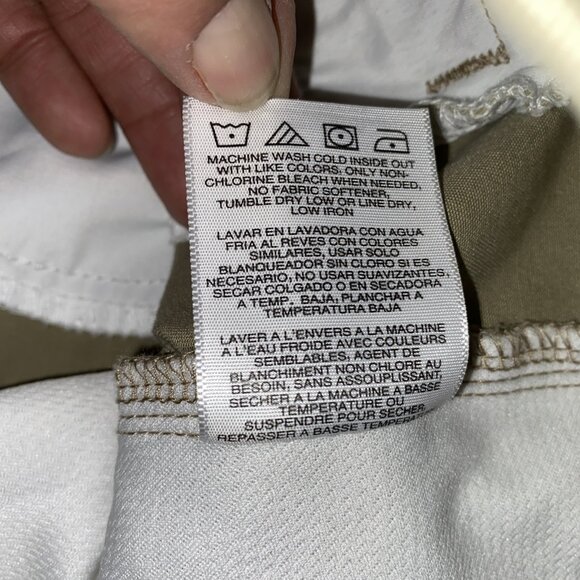 MACHINE WASH COLD INSIDE OUT
WITH LIKE COLORS, ONLY NON-
CHLORINE BLEACH WHEN NEEDED,
NO FABRIC SOFTENER,
TUMBLE DRY LOW OR LINE DRY,
LOW IRON
LAVAR EN LAVADORA CON AGUA
FRIA AL REVES CON COLORES
SIMILARES, USAR SOLO
BLANQUEADOR SIN CLORO SI ES
NECESARIO, NO USAR SUAVIZANTES,
SECAR COLGADO O EN SECADORA
A TEMP. BAJA, PLANCHAR A
TEMPERATURA BAJA
LAVER A L'ENVERS A LA MACHINE
A L'EAU FROIDE AVEC COULEURS
SEMBLABLES, AGENT DE
BLANCHIMENT NON CHLORE AU
BESOIN, SANS ASSOUPLISSANT
SECHER A LA MACHINE A BASSE
TEMPERATURE OU
SUSPENDRE POUR SECHER,
REPASSER A BASSE TEMPERATURE